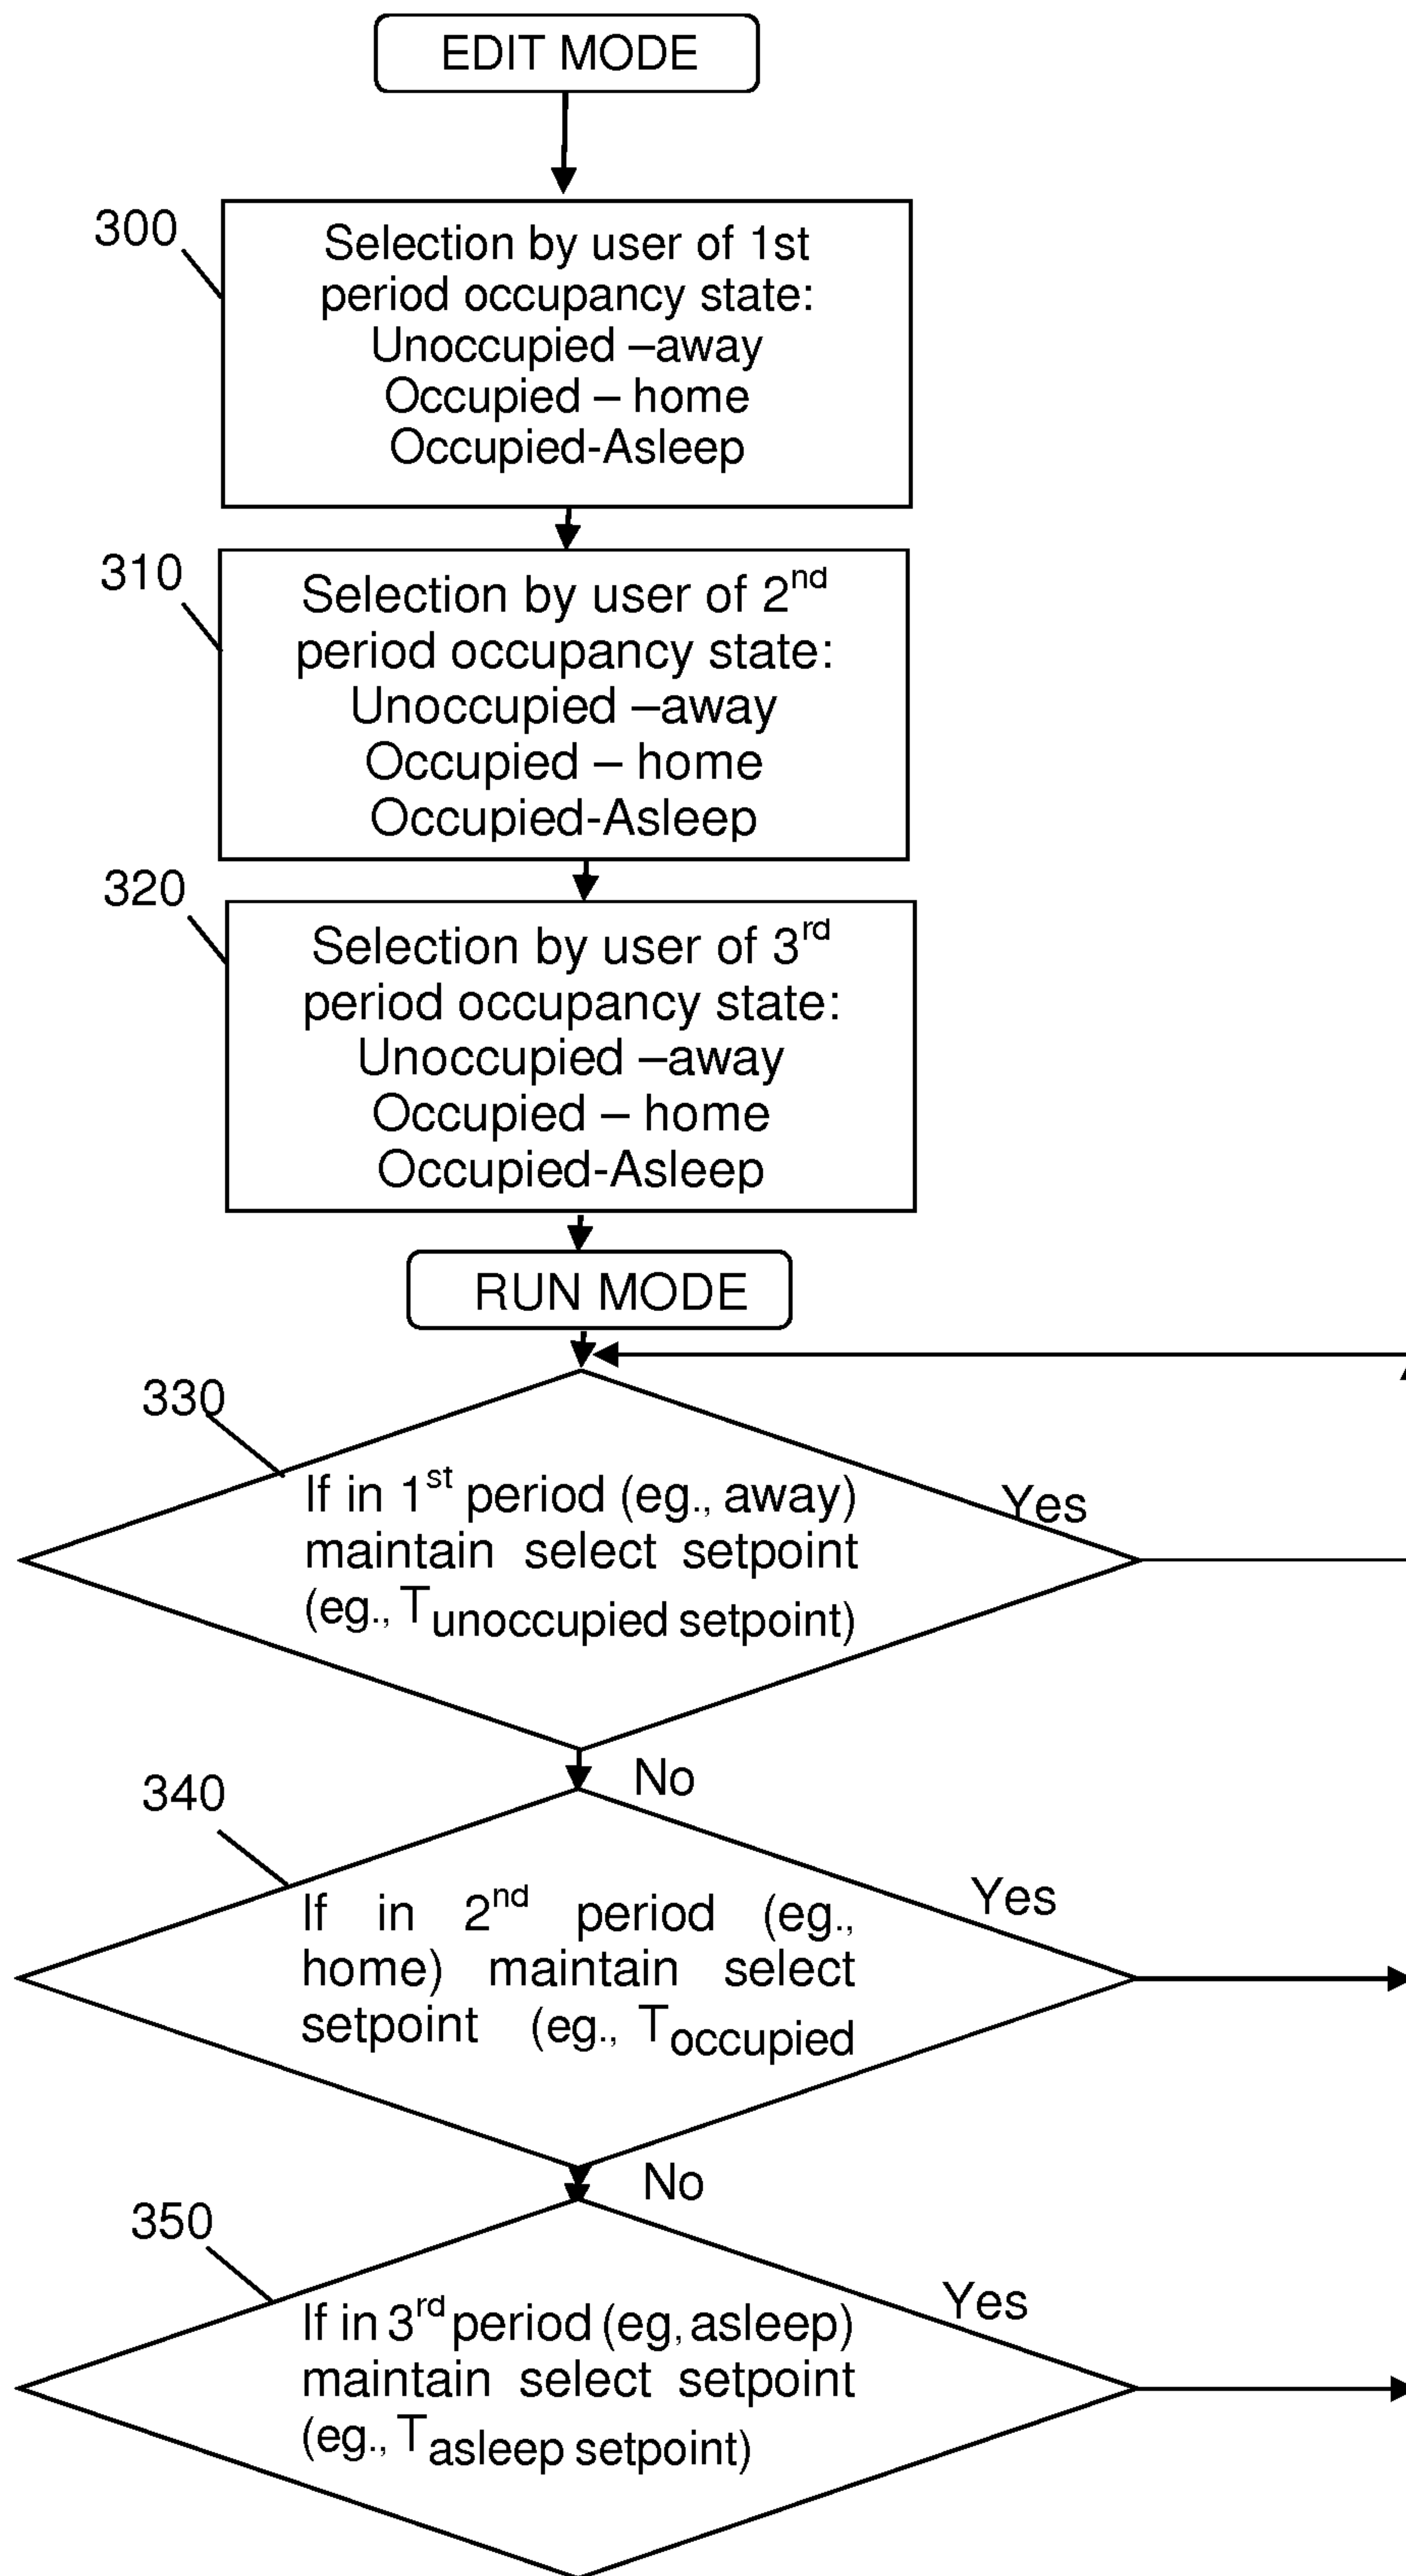 EDIT MODE
300
Selection by user of 1st
period occupancy state:
Unoccupied –away
Occupied – home
Occupied-Asleep
310
Selection by user of 2nd
period occupancy state:
Unoccupied –away
Occupied – home
Occupied-Asleep
320
Selection by user of 3rd
period occupancy state:
Unoccupied –away
Occupied – home
Occupied-Asleep
RUN MODE
330
If in 1st period (eg., away)
maintain select setpoint
(eg., Tunoccupied setpoint)
Yes
No
340
If in 2nd period (eg.,
home) maintain select
setpoint (eg., Toccupied
Yes
No
350
If in 3rd period (eg, asleep)
maintain select setpoint
(eg., Tasleep setpoint)
Yes